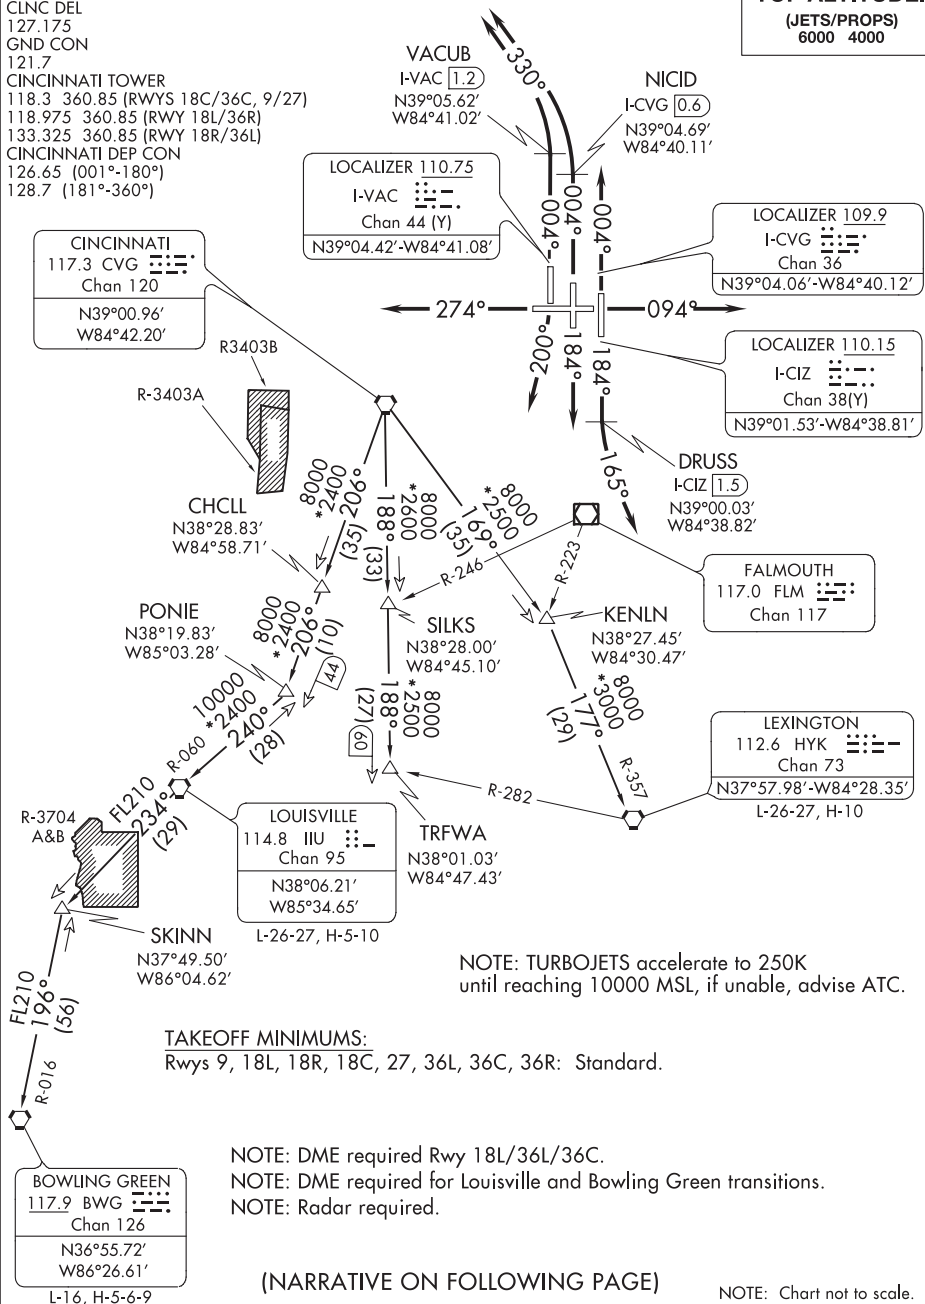 CLNC DEL
127.175
GND CON
121.7
CINCINNATI TOWER
118.3 360.85 (RWYS 18C/36C, 9/27)
118.975 360.85 (RWY 18L/36R)
133.325 360.85 (RWY 18R/36L)
CINCINNATI DEP CON
126.65 (001°-180°)
128.7 (181°-360°)
(JETS/PROPS)
6000 4000
VACUB
I-VAC 1.2
N39°05.62′
W84°41.02′
330°
NICID
I-CVG 0.6
N39°04.69′
W84°40.11′
LOCALIZER 110.75
I-VAC
Chan 44 (Y)
N39°04.42′-W84°41.08′
004°
004°
004°
LOCALIZER 109.9
I-CVG
Chan 36
N39°04.06′-W84°40.12′
CINCINNATI
117.3 CVG
Chan 120
N39°00.96′
W84°42.20′
274°
094°
200°
184°
184°
LOCALIZER 110.15
I-CIZ
Chan 38(Y)
N39°01.53′-W84°38.81′
R3403B
R-3403A
DRUSS
I-CIZ 1.5
N39°00.03′
W84°38.82′
165°
8000
*2400
206°
(35)
8000
*2600
188°
(33)
8000
*2500
169°
(35)
CHCLL
N38°28.83′
W84°58.71′
R-246
R-223
FALMOUTH
117.0 FLM
Chan 117
PONIE
N38°19.83′
W85°03.28′
8000
*2400
206°
(10)
44
SILKS
N38°28.00′
W84°45.10′
KENLN
N38°27.45′
W84°30.47′
10000
*2400
240°
(28)
R-060
8000
*2500
188°
(27)
60
8000
*3000
177°
(29)
R-357
LEXINGTON
112.6 HYK
Chan 73
N37°57.98′-W84°28.35′
L-26-27, H-10
R-282
TRFWA
N38°01.03′
W84°47.43′
R-3704
A&B
FL210
234°
(29)
LOUISVILLE
114.8 IIU
Chan 95
N38°06.21′
W85°34.65′
L-26-27, H-5-10
SKINN
N37°49.50′
W86°04.62′
NOTE: TURBOJETS accelerate to 250K
until reaching 10000 MSL, if unable, advise ATC.
FL210
196°
(56)
R-016
TAKEOFF MINIMUMS:
Rwys 9, 18L, 18R, 18C, 27, 36L, 36C, 36R: Standard.
NOTE: DME required Rwy 18L/36L/36C.
NOTE: DME required for Louisville and Bowling Green transitions.
NOTE: Radar required.
BOWLING GREEN
117.9 BWG
Chan 126
N36°55.72′
W86°26.61′
L-16, H-5-6-9
(NARRATIVE ON FOLLOWING PAGE)
NOTE: Chart not to scale.